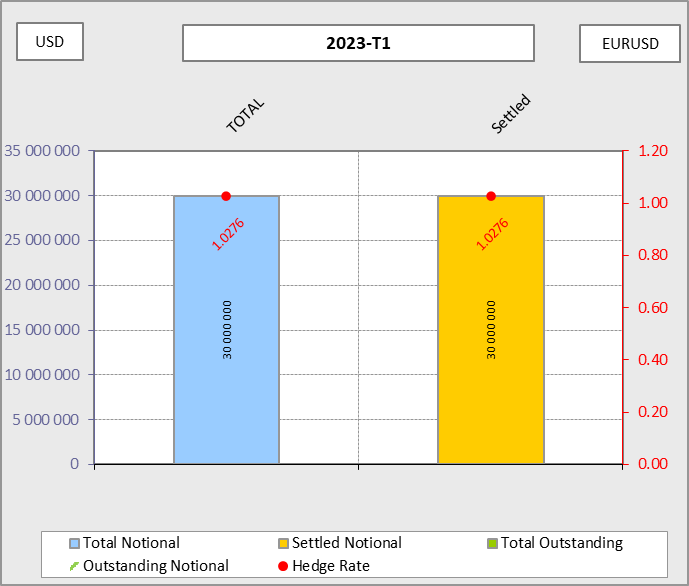 USD
2023-T1
EURUSD
TOTAL
Settled
35 000 000
30 000 000
25 000 000
20 000 000
15 000 000
10 000 000
5 000 000
0
1.0276
30 000 000
1.0276
30 000 000
1.20
1.00
0.80
0.60
0.40
0.20
0.00
Total Notional
Settled Notional
Total Outstanding
Outstanding Notional
Hedge Rate